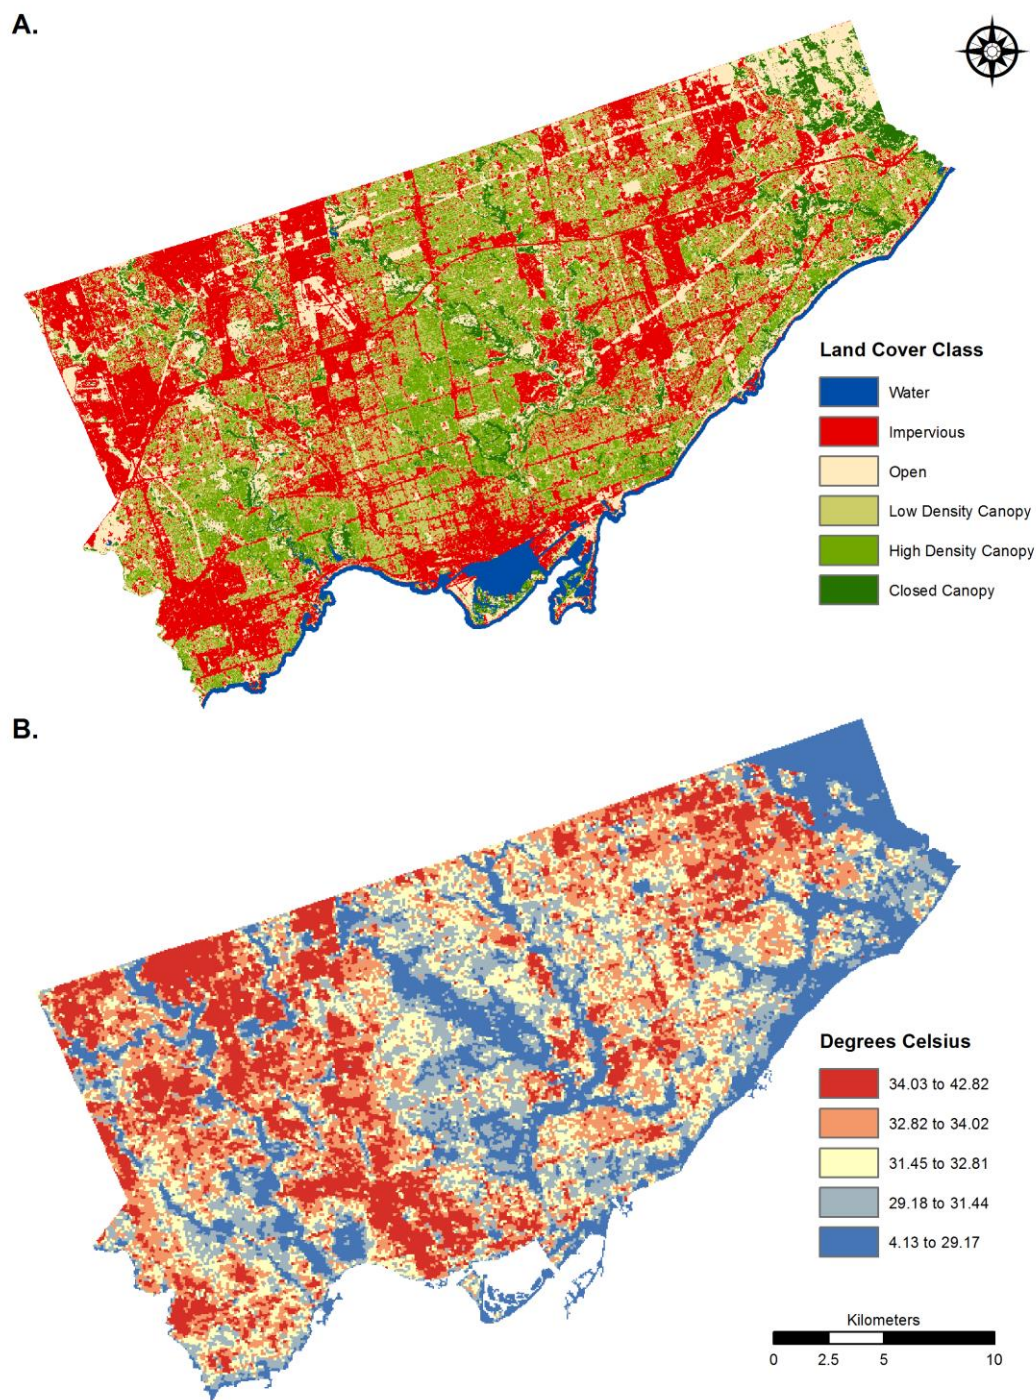 A.
Land Cover Class
Water
Impervious
Open
Low Density Canopy
High Density Canopy
Closed Canopy
B.
Degrees Celsius
34.03 to 42.82
32.82 to 34.02
31.45 to 32.81
29.18 to 31.44
4.13 to 29.17
Kilometers
0 2.5 5 10